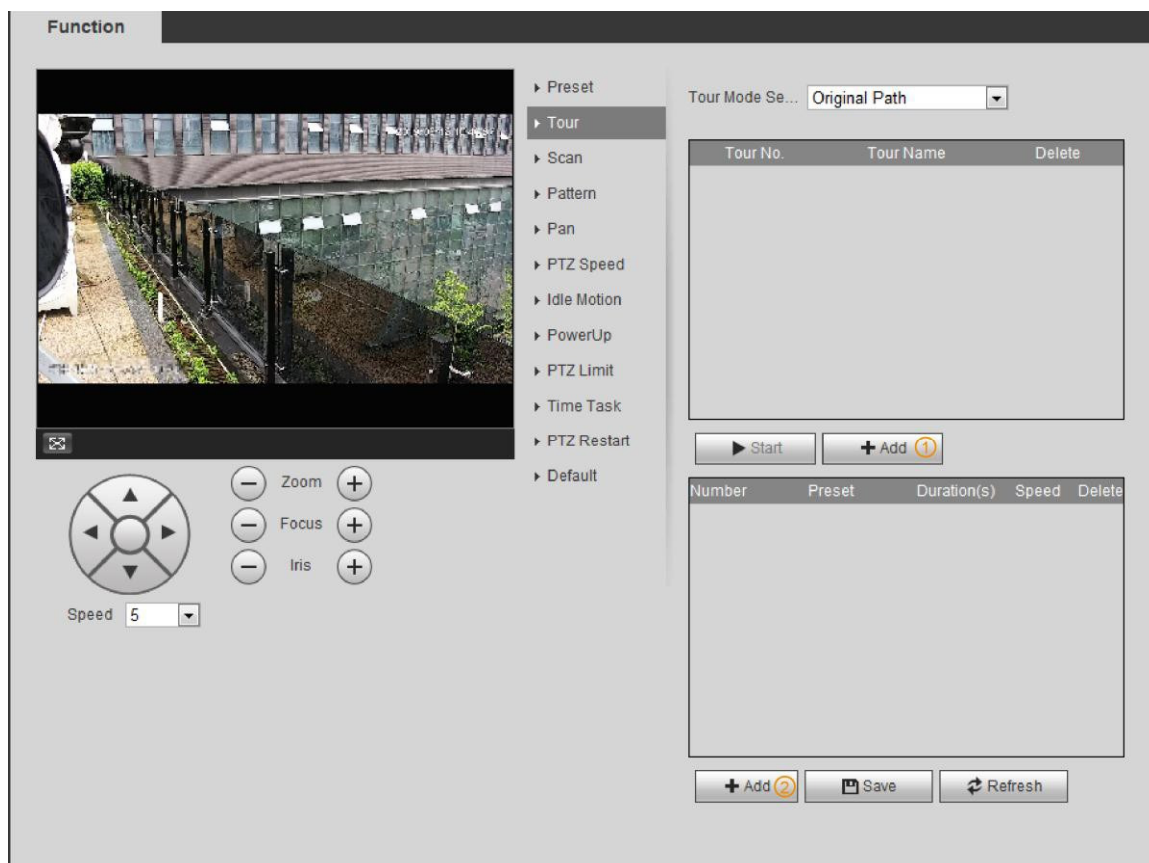 Function
Preset
Tour
Scan
Pattern
Pan
PTZ Speed
Idle Motion
PowerUp
PTZ Limit
Time Task
PTZ Restart
Default
Zoom
Focus
Iris
Speed 5
Tour Mode Se... Original Path
Tour No. Tour Name Delete
Start Add ①
Number Preset Duration(s) Speed Delete
Add ② Save Refresh